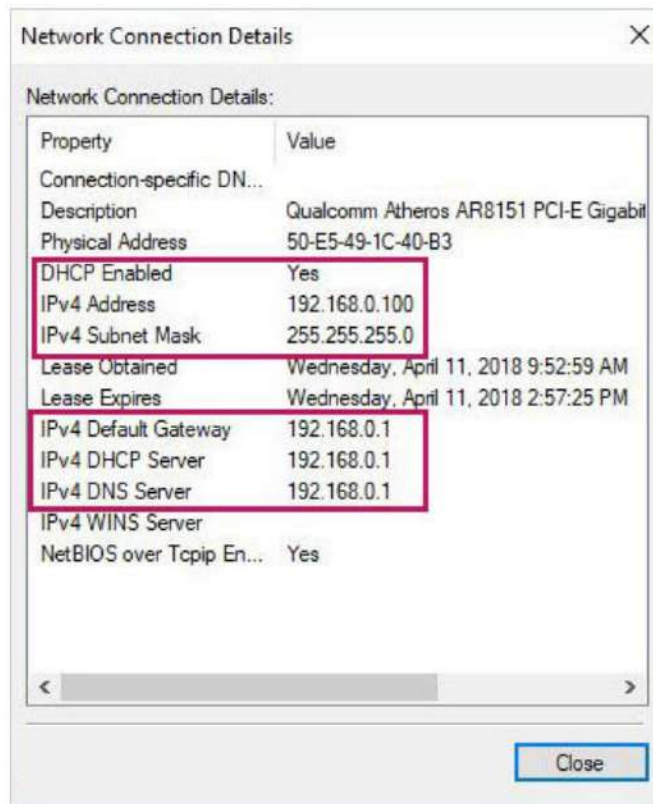 Network Connection Details
Network Connection Details:
Property Value
Connection-specific DN...
Description Qualcomm Atheros AR8151 PCI-E Gigabit
Physical Address 50-E5-49-1C-40-B3
DHCP Enabled Yes
IPv4 Address 192.168.0.100
IPv4 Subnet Mask 255.255.255.0
Lease Obtained Wednesday, April 11, 2018 9:52:59 AM
Lease Expires Wednesday, April 11, 2018 2:57:25 PM
IPv4 Default Gateway 192.168.0.1
IPv4 DHCP Server 192.168.0.1
IPv4 DNS Server 192.168.0.1
IPv4 WINS Server
NetBIOS over Tcpip En... Yes
Close